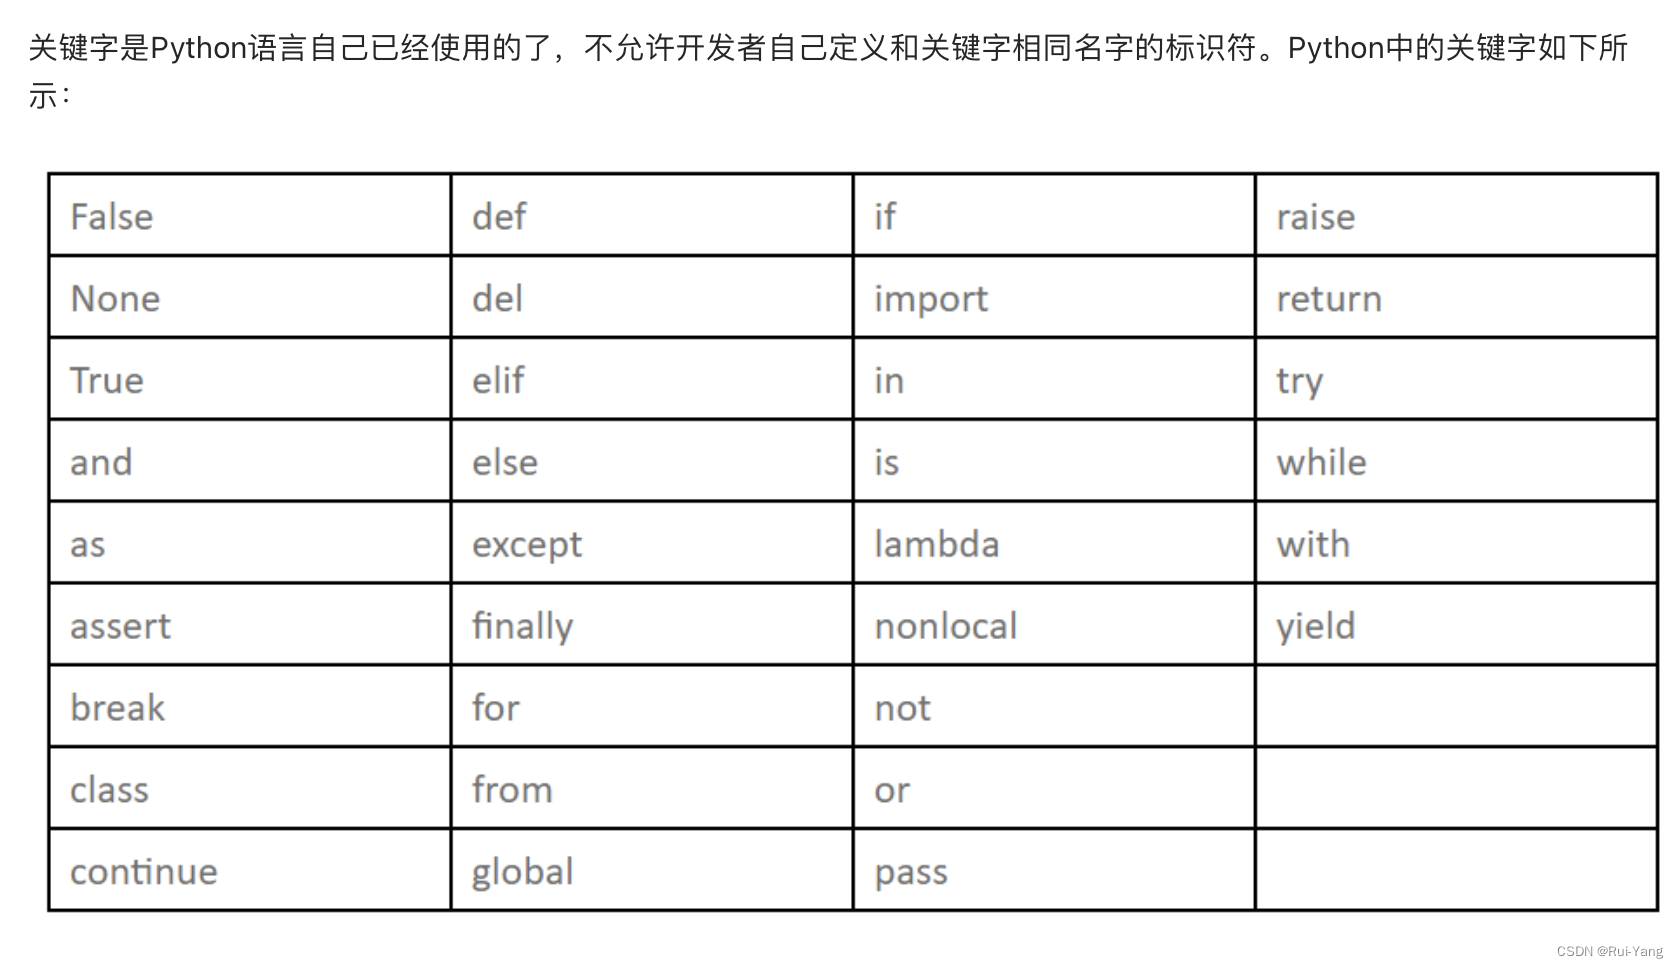 关键字是Python语言自己已经使用的了，不允许开发者自己定义和关键字相同名字的标识符。Python中的关键字如下所
示：
False def if raise
None del import return
True elif in try
and else is while
as except lambda with
assert finally nonlocal yield
break for not
class from or
continue global pass
CSDN @Rui-Yang